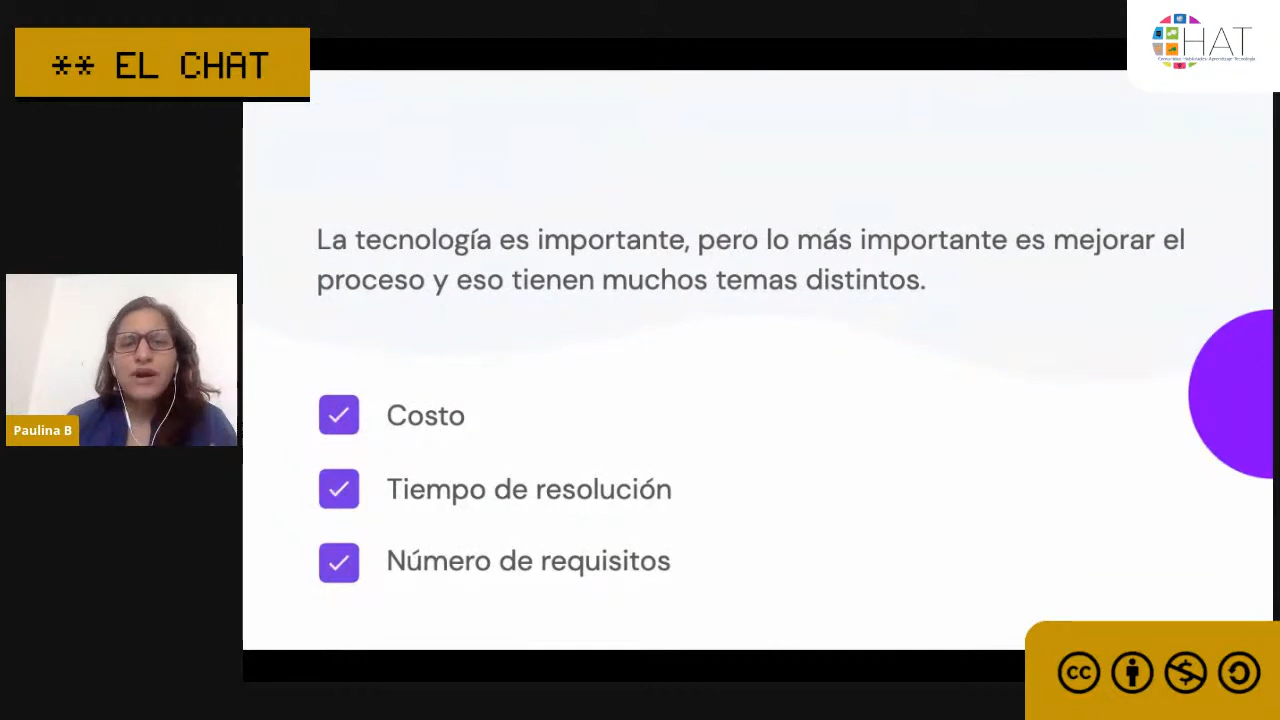 ** EL CHAT
HAT
La tecnología es importante, pero lo más importante es mejorar el
proceso y eso tienen muchos temas distintos.
Costo
Tiempo de resolución
Número de requisitos
Paulina B
cc